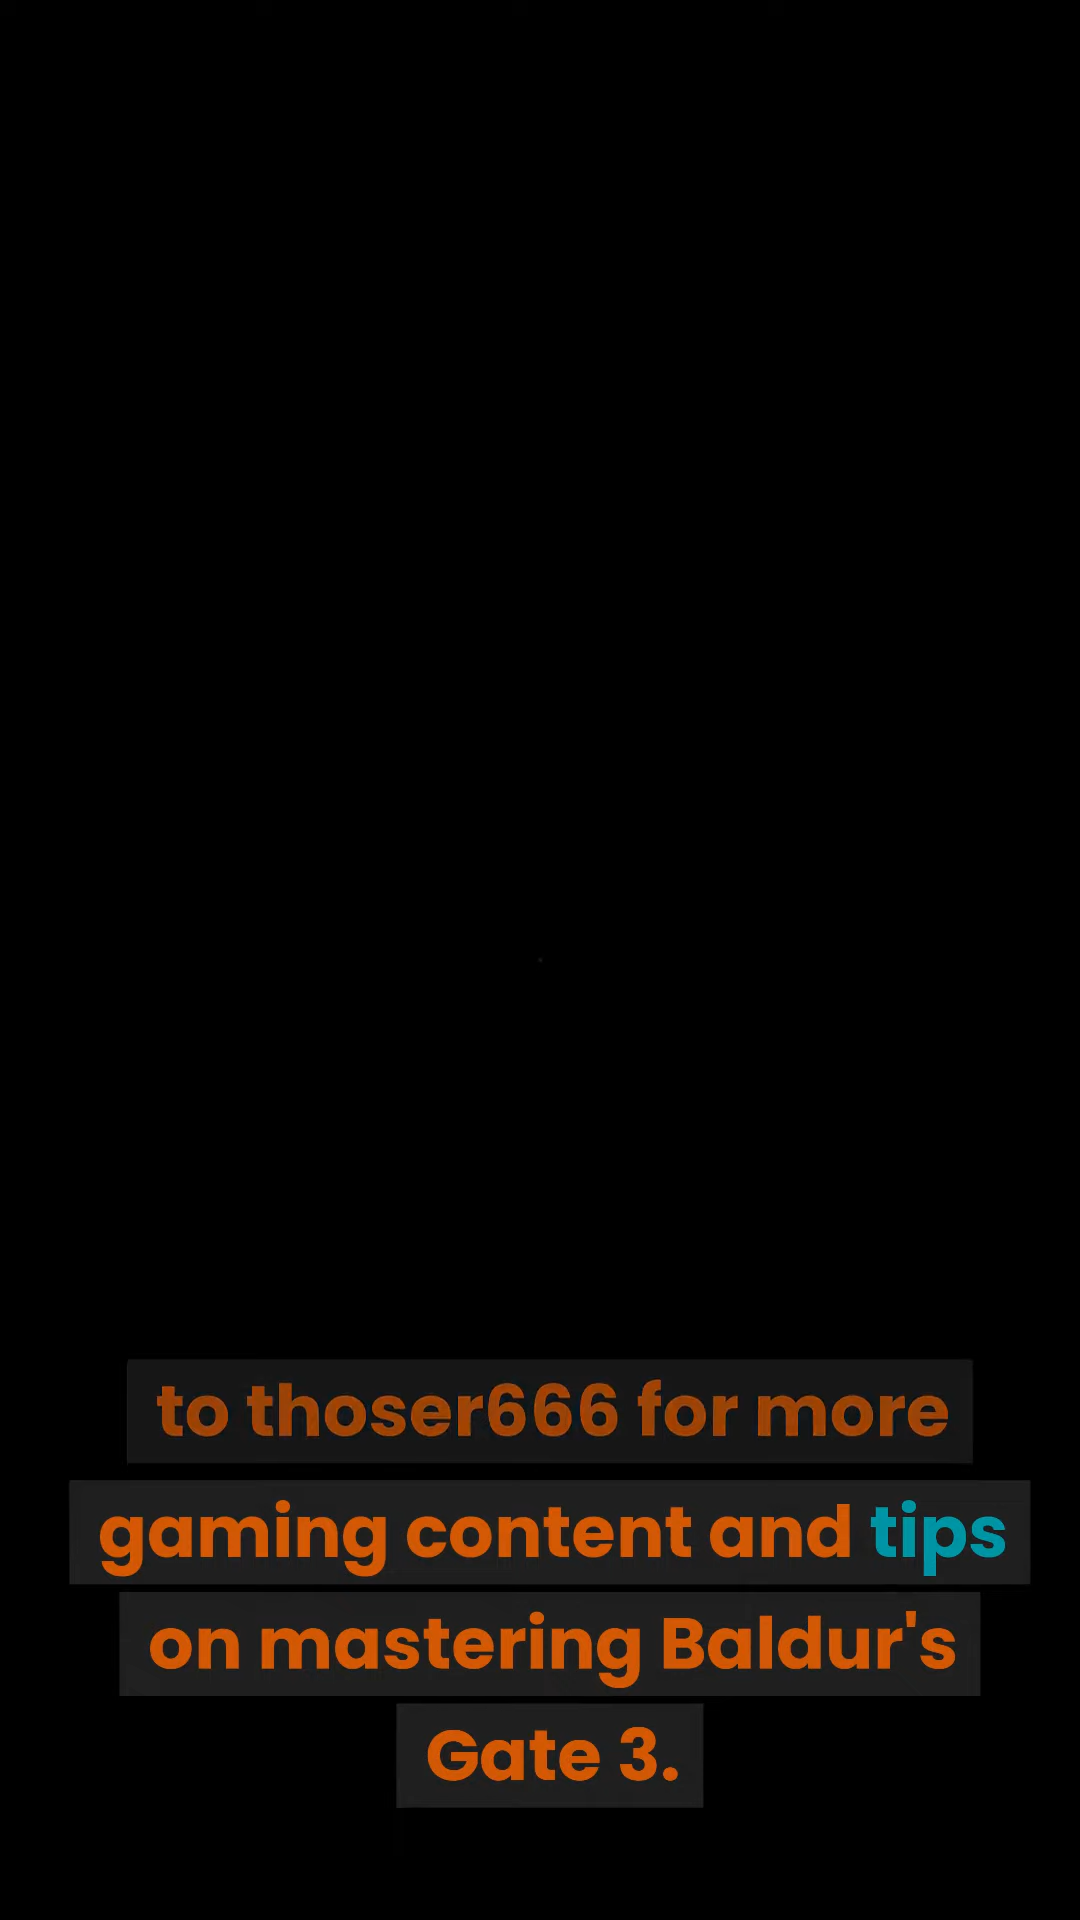 to thoser666 for more
gaming content and tips
on mastering Baldur's
Gate 3.